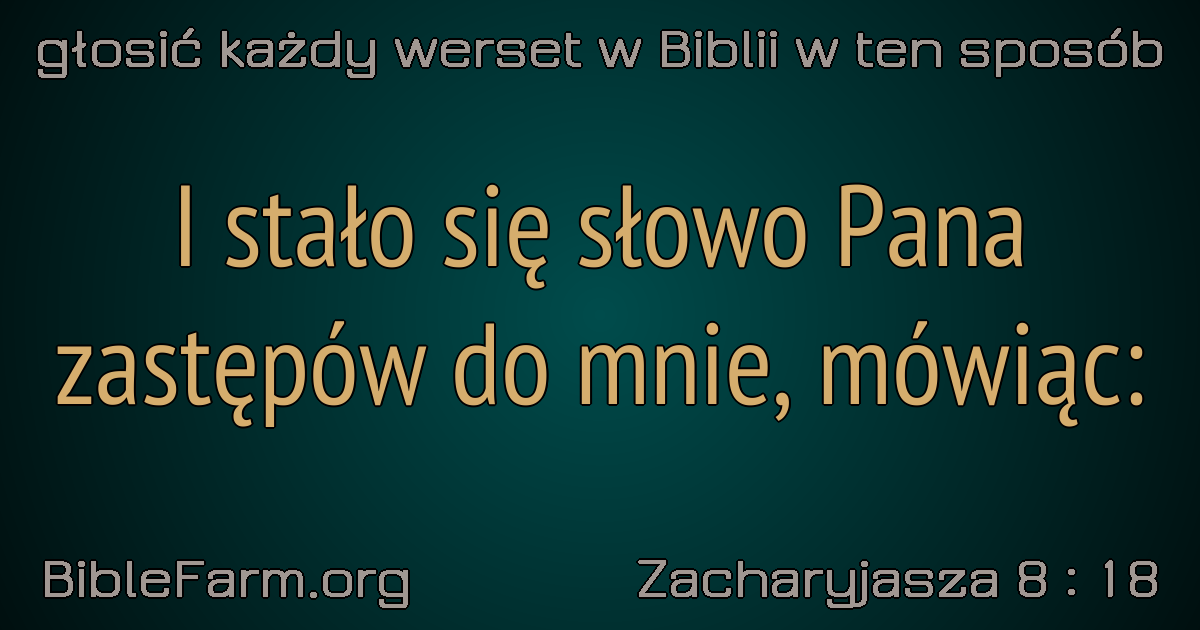 głosić każdy werset w Biblii w ten sposób
I stało się słowo Pana
zastępów do mnie, mówiąc:
BibleFarm.org
Zacharyjasza 8 : 18